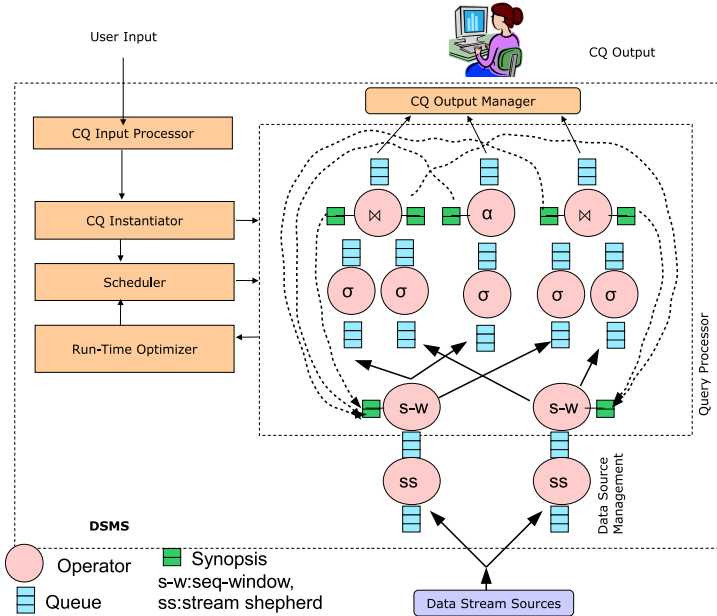 User Input
CQ Output
CQ Output Manager
CQ Input Processor
CQ Instantiator
Scheduler
Run-Time Optimizer
⋈
α
⋈
σ
σ
σ
σ
σ
s-w
s-w
ss
ss
Query Processor
Data Source
Management
DSMS
Operator
Synopsis
s-w:seq-window,
Queue
ss:stream shepherd
Data Stream Sources